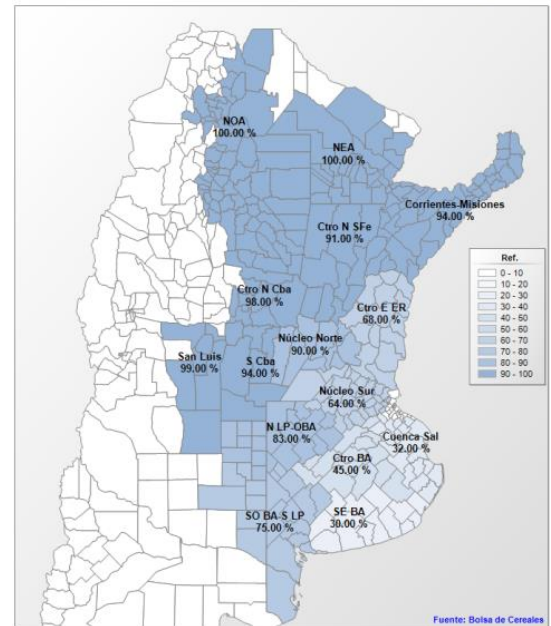 NOA
100.00 %
NEA
100.00 %
Corrientes-Misiones
94.00 %
Ctro N SFe
91.00 %
Ref.
0 - 10
10 - 20
20 - 30
30 - 40
40 - 50
50 - 60
60 - 70
70 - 80
80 - 90
90 - 100
Ctro N Cba
98.00 %
Ctro E ER
68.00 %
Núcleo Norte
90.00 %
San Luis
99.00 %
S Cba
94.00 %
Núcleo Sur
64.00 %
N LP-OBA
83.00 %
Cuenca Sal
32.00 %
Ctro BA
45.00 %
SO BA-S LP
75.00 %
SE BA
30.00 %
Fuente: Bolsa de Cereales